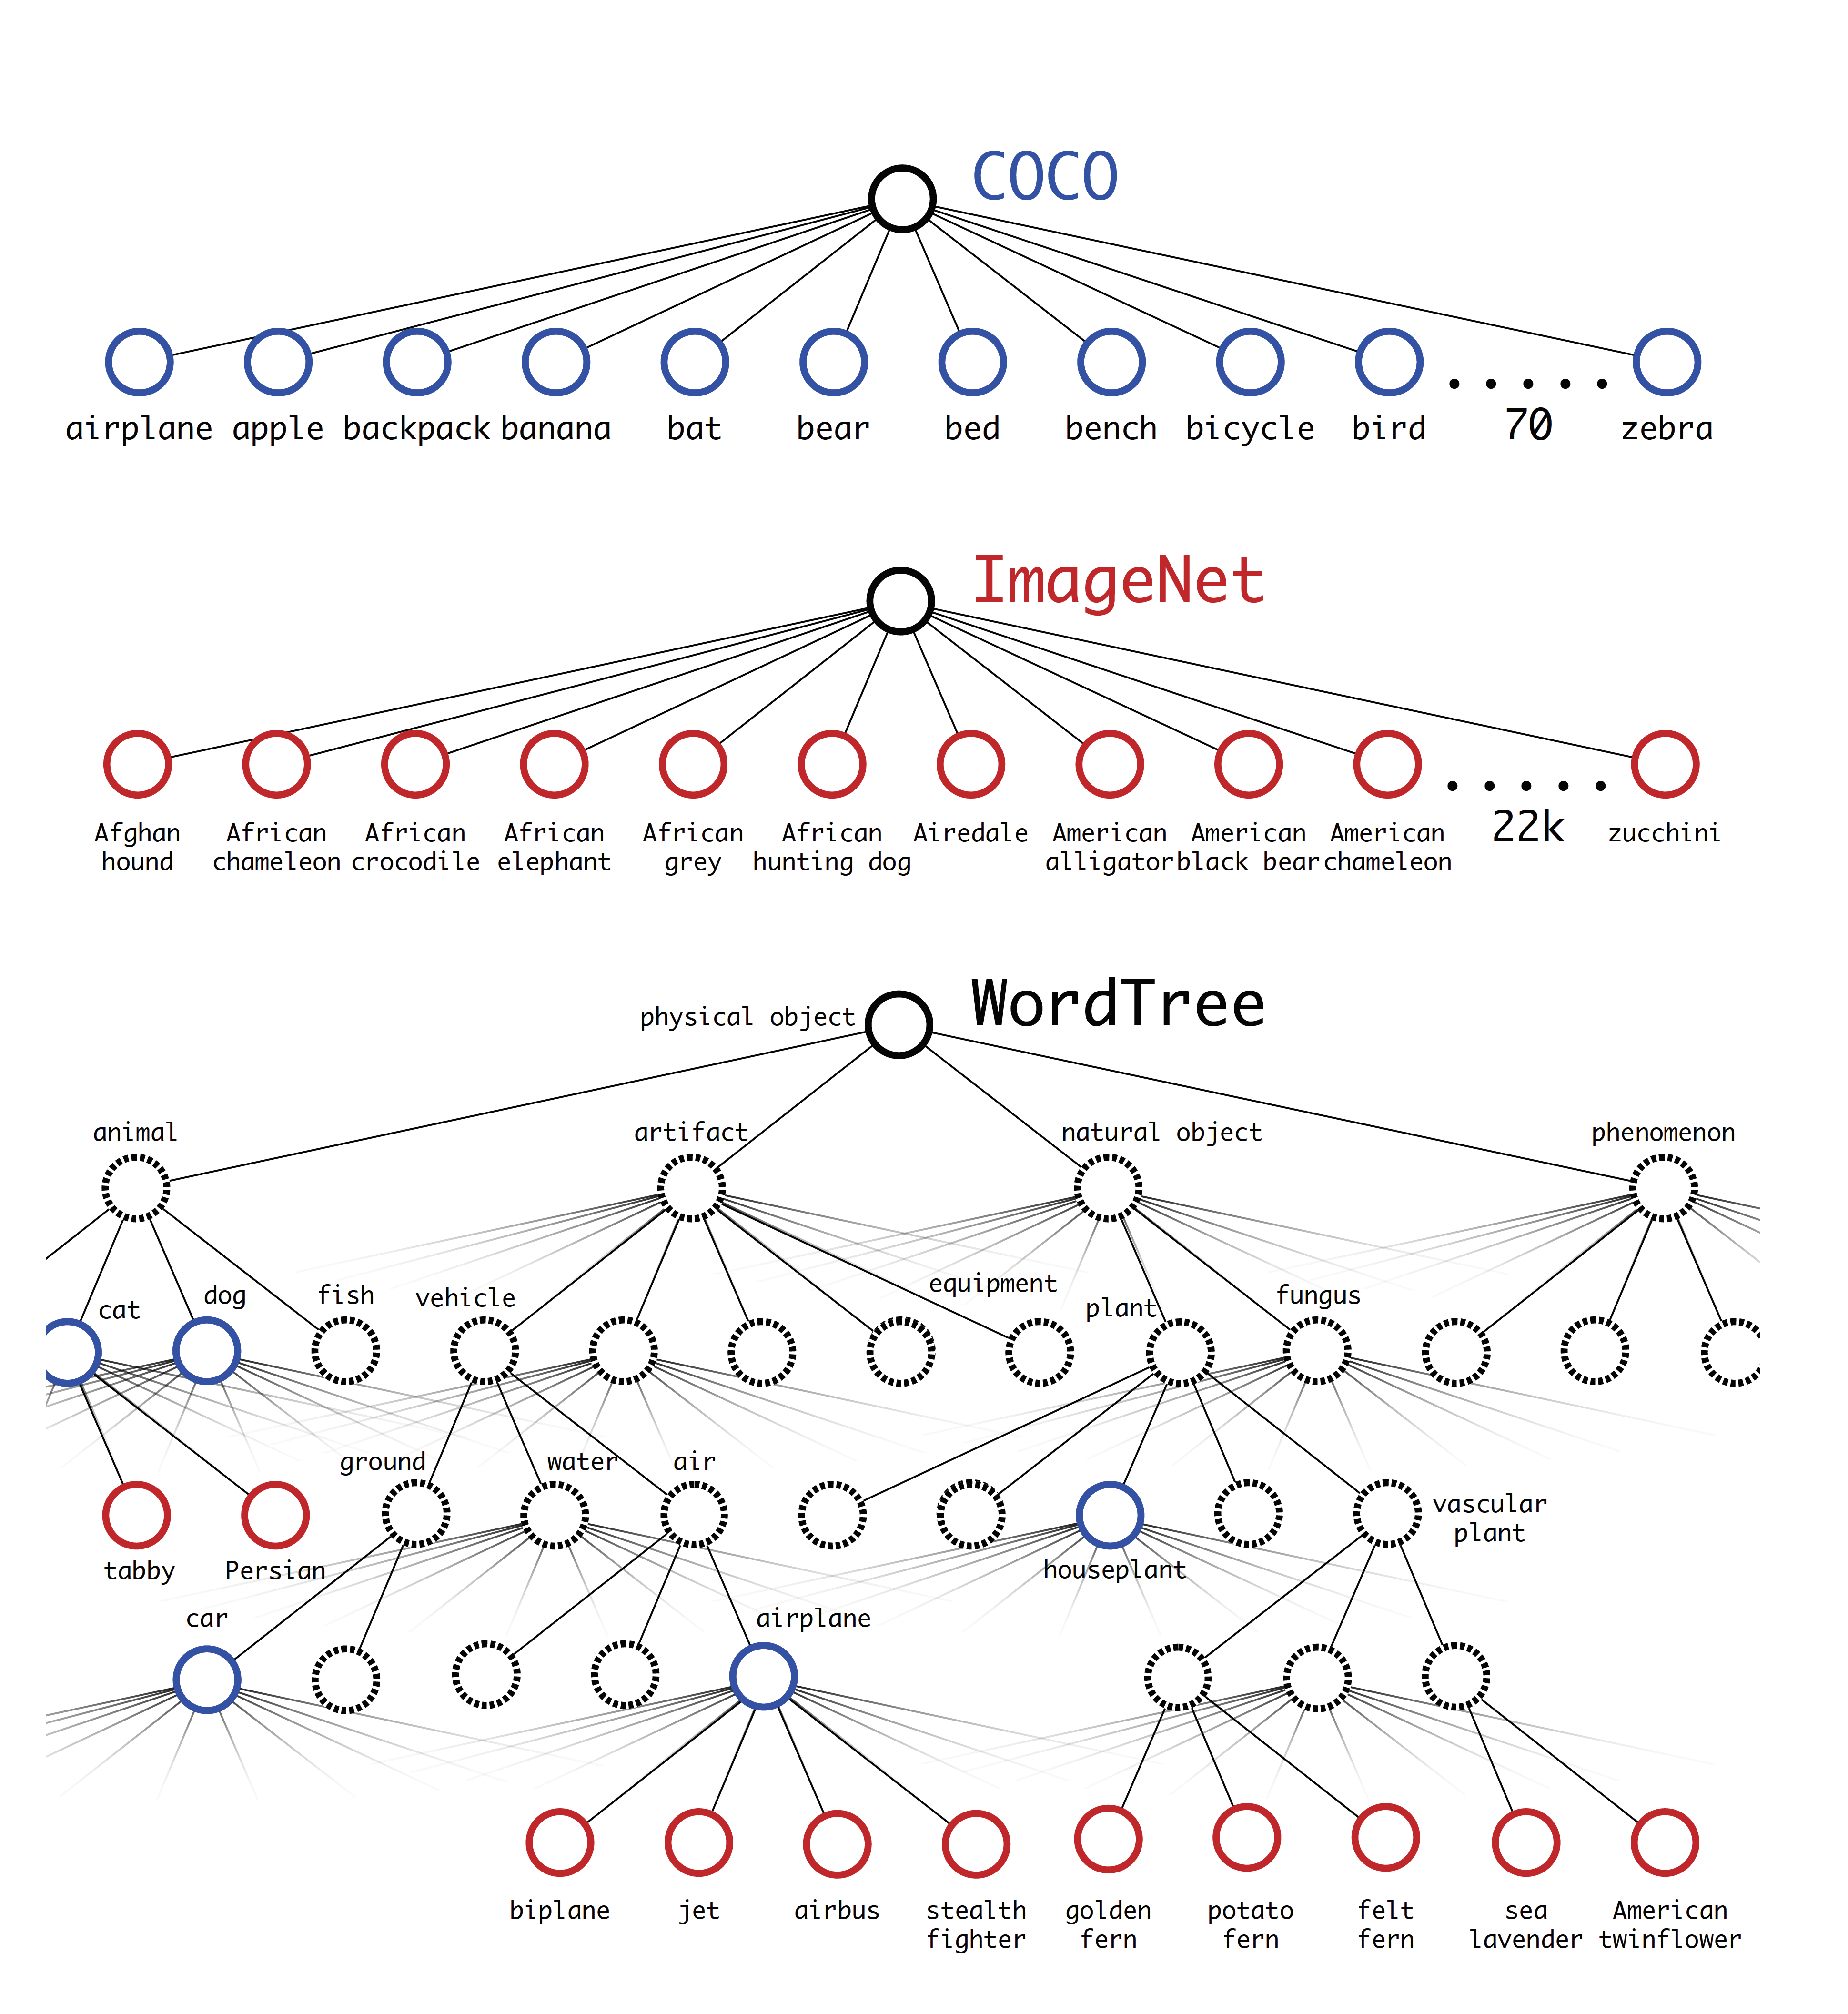 COCO
airplane apple backpack banana bat bear bed bench bicycle bird 70 zebra
ImageNet
Afghan hound
African chameleon
African crocodile
African elephant
African grey
African hunting dog
Airedale
American alligator
American black bear
American chameleon
22k
zucchini
WordTree
physical object
animal artifact natural object phenomenon
cat dog fish vehicle equipment plant fungus
ground water air
vascular plant
tabby Persian houseplant
car airplane
biplane
jet
airbus
stealth fighter
golden fern
potato fern
felt fern
sea lavender
American twinflower